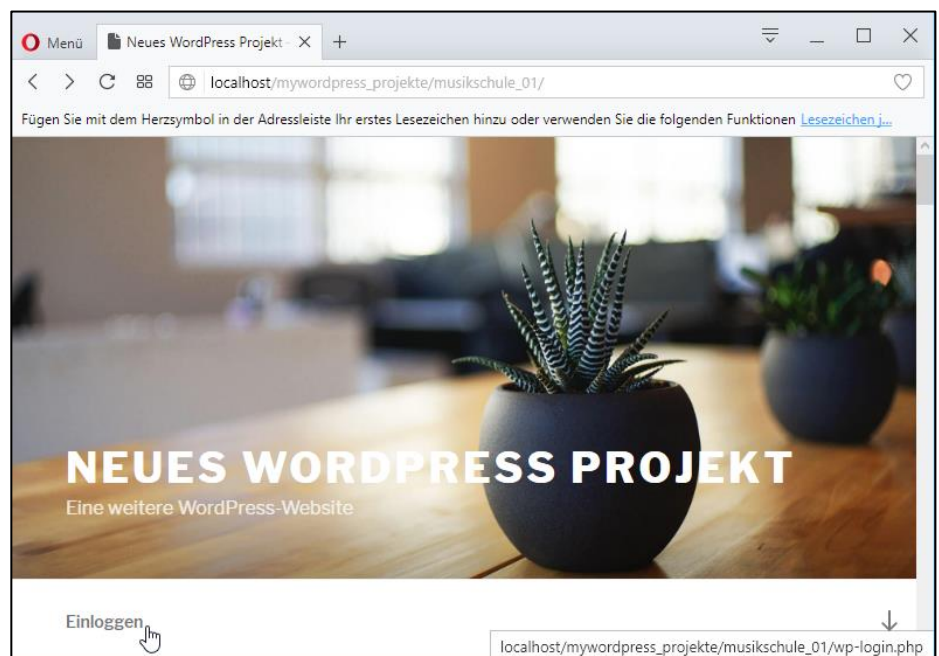 Menü
Neues WordPress Projekt -
localhost/mywordpress_projekte/musikschule_01/
Fügen Sie mit dem Herzsymbol in der Adressleiste Ihr erstes Lesezeichen hinzu oder verwenden Sie die folgenden Funktionen Lesezeichen j...
NEUES WORDPRESS PROJEKT
Eine weitere WordPress-Website
Einloggen
localhost/mywordpress_projekte/musikschule_01/wp-login.php